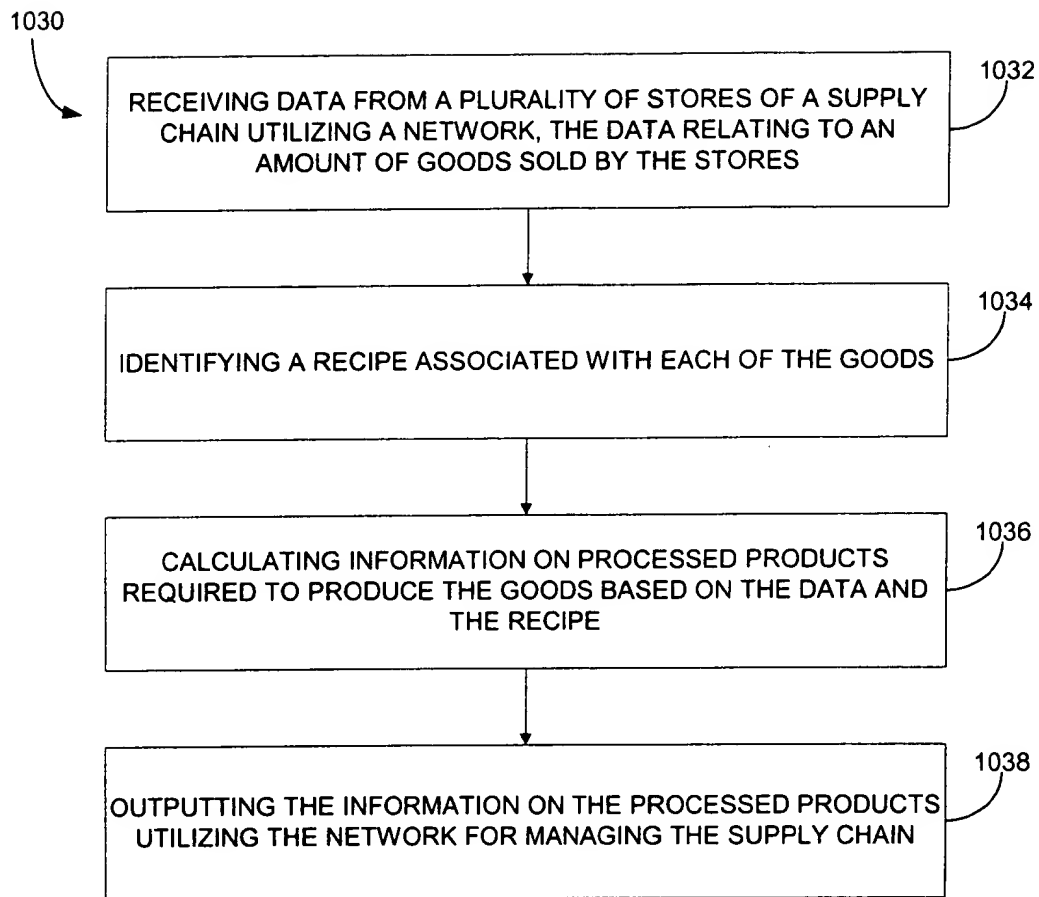 1030
1032
RECEIVING DATA FROM A PLURALITY OF STORES OF A SUPPLY
CHAIN UTILIZING A NETWORK, THE DATA RELATING TO AN
AMOUNT OF GOODS SOLD BY THE STORES
1034
IDENTIFYING A RECIPE ASSOCIATED WITH EACH OF THE GOODS
1036
CALCULATING INFORMATION ON PROCESSED PRODUCTS
REQUIRED TO PRODUCE THE GOODS BASED ON THE DATA AND
THE RECIPE
1038
OUTPUTTING THE INFORMATION ON THE PROCESSED PRODUCTS
UTILIZING THE NETWORK FOR MANAGING THE SUPPLY CHAIN